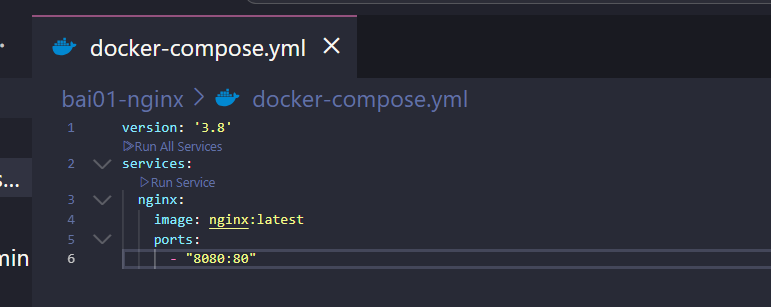 docker-compose.yml
bai01-nginx > docker-compose.yml
1 version: '3.8'
Run All Services
2 services:
Run Service
3 nginx:
4 image: nginx:latest
5 ports:
6 - "8080:80"
s...
min